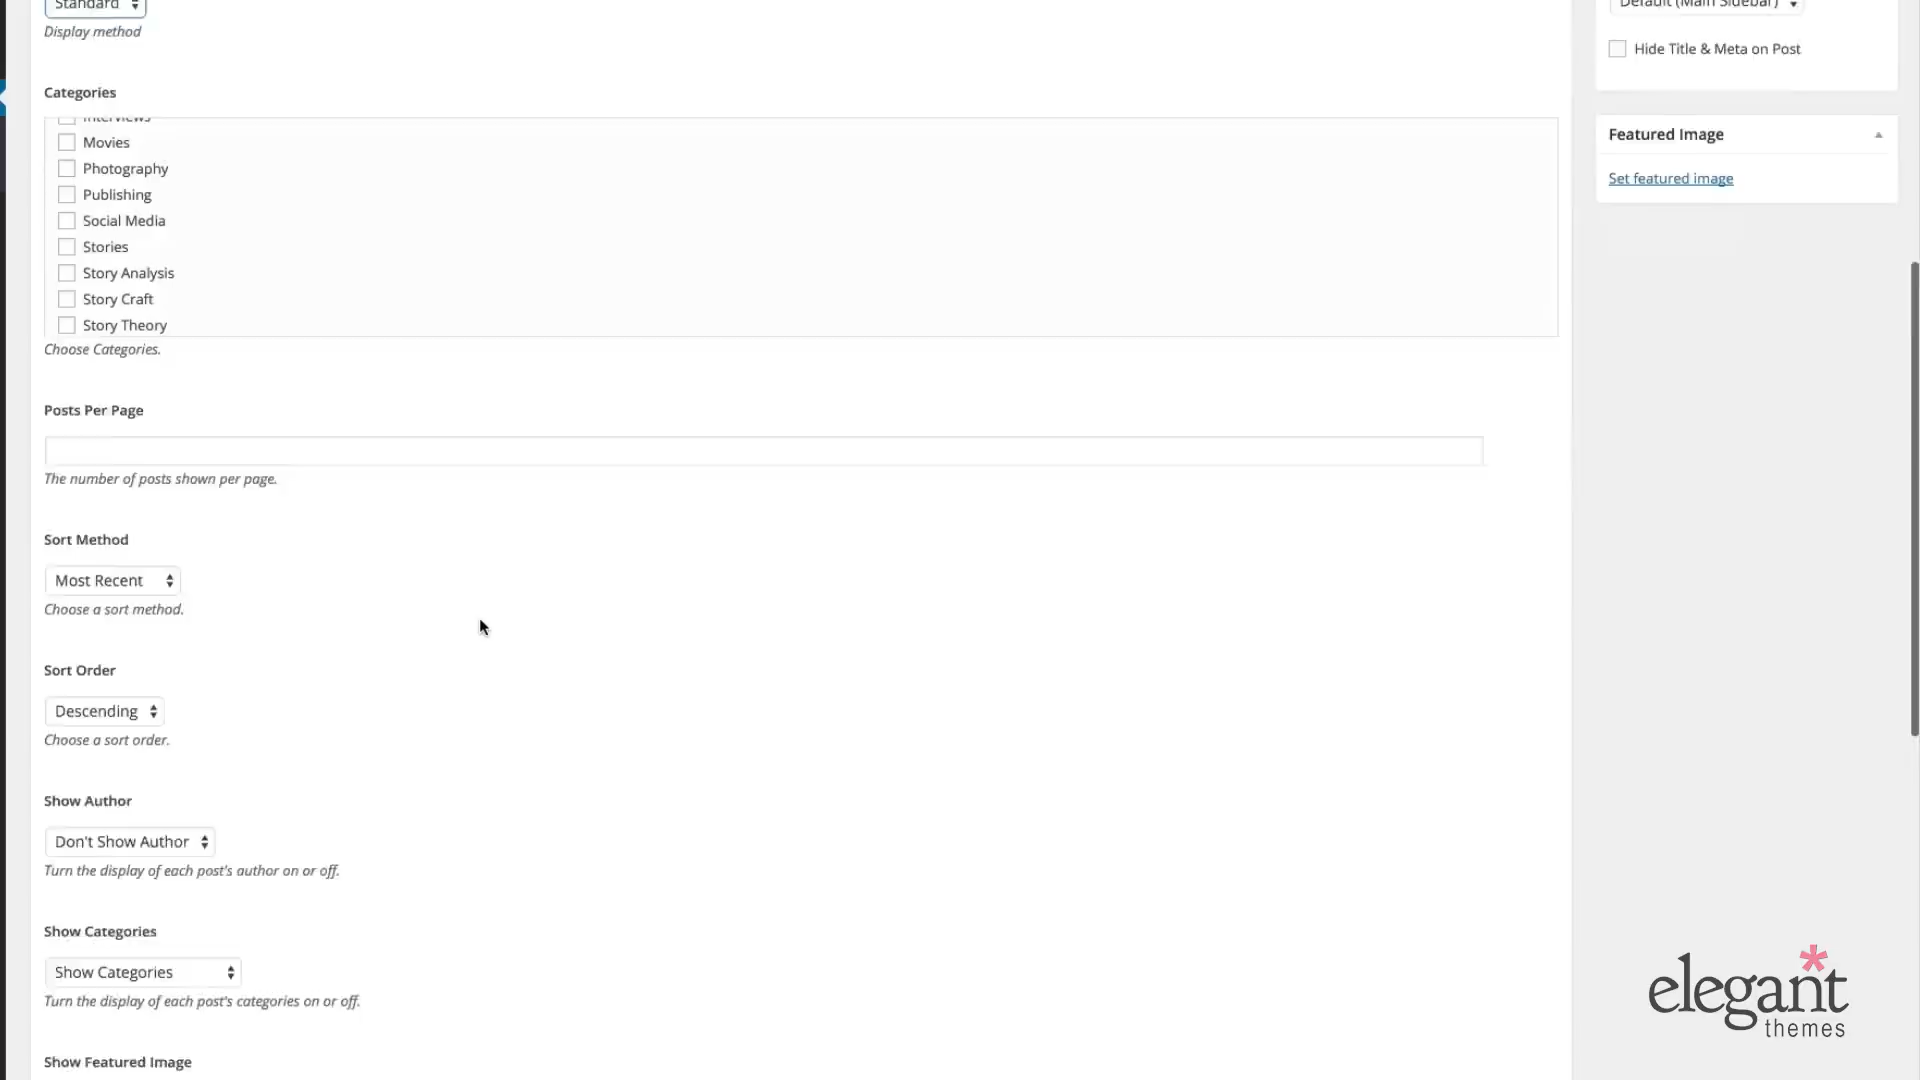 Standard
Default (Main Sidebar)
Display method
Hide Title & Meta on Post
Categories
Interviews
Movies
Photography
Publishing
Social Media
Stories
Story Analysis
Story Craft
Story Theory
Choose Categories.
Featured Image
Set featured image
Posts Per Page
The number of posts shown per page.
Sort Method
Most Recent
Choose a sort method.
Sort Order
Descending
Choose a sort order.
Show Author
Don't Show Author
Turn the display of each post's author on or off.
Show Categories
Show Categories
Turn the display of each post's categories on or off.
Show Featured Image
elegant
themes